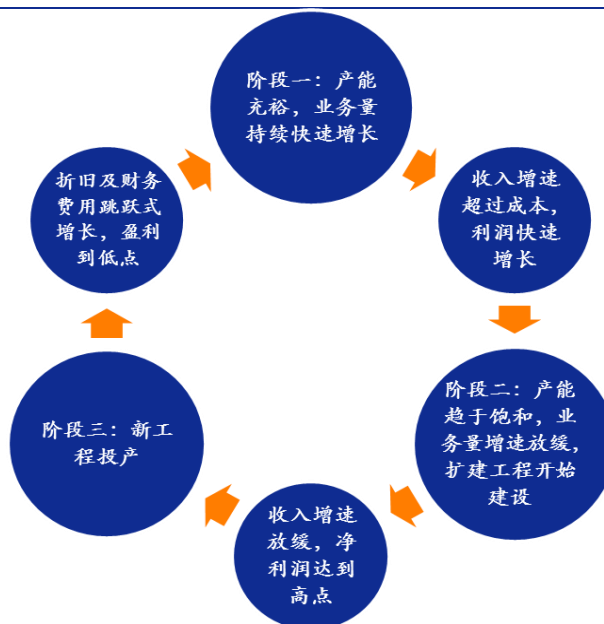 阶段一：产能
充裕，业务量
持续快速增长
收入增速
超过成本，
利润快速
增长
阶段二：产能
趋于饱和，业
务量增速放缓，
扩建工程开始
建设
收入增速
放缓，净
利润达到
高点
阶段三：新工
程投产
折旧及财务
费用跳跃式
增长，盈利
到低点